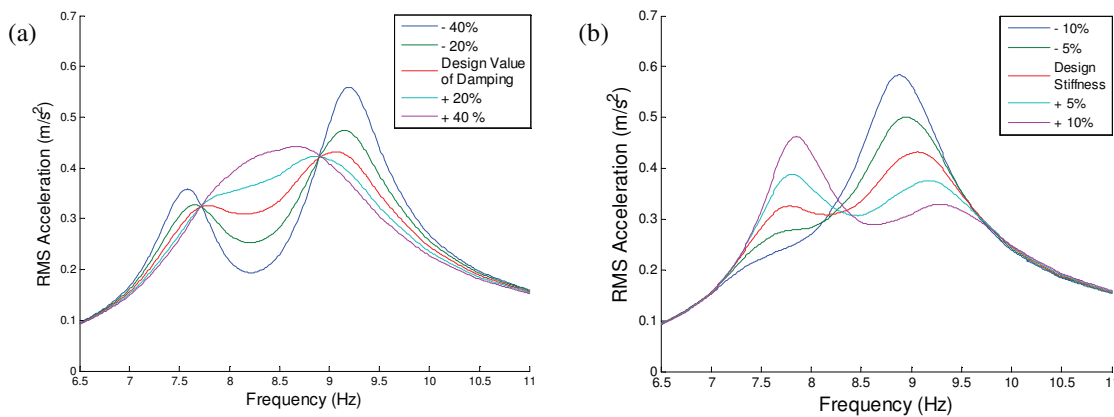 (a)
0.7
0.6
0.5
0.4
0.3
0.2
0.1
0
RMS Acceleration (m/s²)
6.5 7 7.5 8 8.5 9 9.5 10 10.5 11
Frequency (Hz)
- 40%
- 20%
Design Value
of Damping
+ 20%
+ 40 %
(b)
0.7
0.6
0.5
0.4
0.3
0.2
0.1
0
RMS Acceleration (m/s²)
6.5 7 7.5 8 8.5 9 9.5 10 10.5 11
Frequency (Hz)
- 10%
- 5%
Design
Stiffness
+ 5%
+ 10%